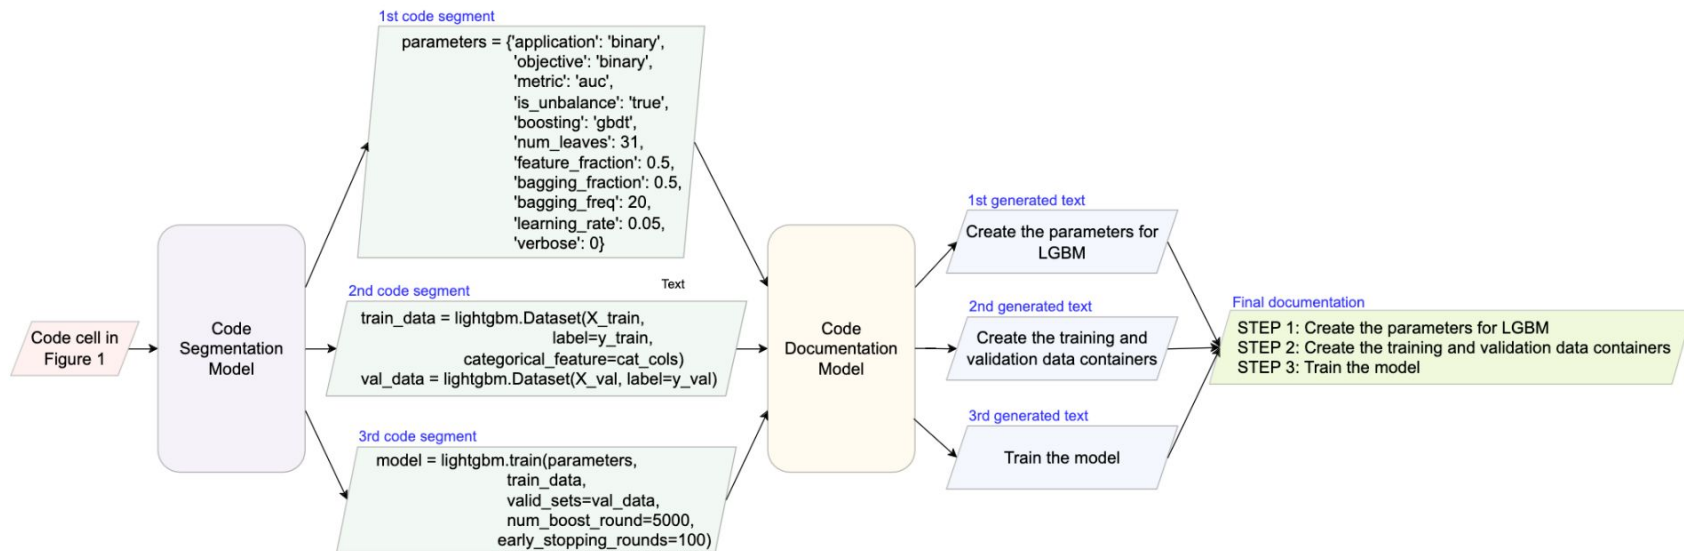 Code cell in
Figure 1
Code
Segmentation
Model
1st code segment
parameters = {'application': 'binary',
'objective': 'binary',
'metric': 'auc',
'is_unbalance': 'true',
'boosting': 'gbdt',
'num_leaves': 31,
'feature_fraction': 0.5,
'bagging_fraction': 0.5,
'bagging_freq': 20,
'learning_rate': 0.05,
'verbose': 0}
Text
2nd code segment
train_data = lightgbm.Dataset(X_train,
label=y_train,
categorical_feature=cat_cols)
val_data = lightgbm.Dataset(X_val, label=y_val)
3rd code segment
model = lightgbm.train(parameters,
train_data,
valid_sets=val_data,
num_boost_round=5000,
early_stopping_rounds=100)
Code
Documentation
Model
1st generated text
Create the parameters for
LGBM
2nd generated text
Create the training and
validation data containers
3rd generated text
Train the model
Final documentation
STEP 1: Create the parameters for LGBM
STEP 2: Create the training and validation data containers
STEP 3: Train the model